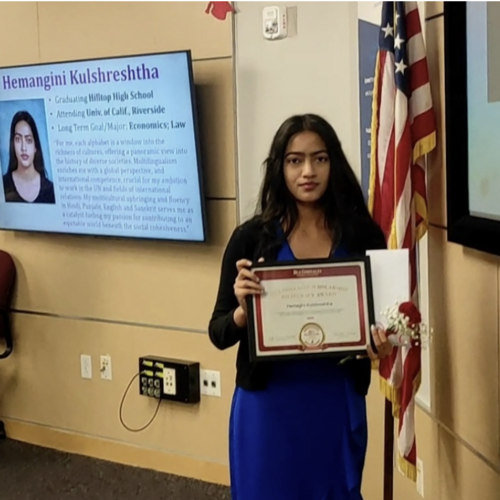 Hemangini Kulshreshtha
• Graduating Hilltop High School
• Attending Univ. of Calif., Riverside
• Long Term Goal/Major: Economics; Law
"For me, each alphabet is a window into the
richness of cultures, offering a panoramic view into
the history of diverse societies. Multilingualism
enriches me with a global perspective, and
international competence, crucial for my ambition
to work in the UN and fields of international
relations. My multicultural upbringing and fluency
in Hindi, Punjabi, English and Sanskrit serves me as
a catalyst fueling my passion for contributing to an
equitable world beneath the social cohesiveness."
Hemangini Kulshreshtha